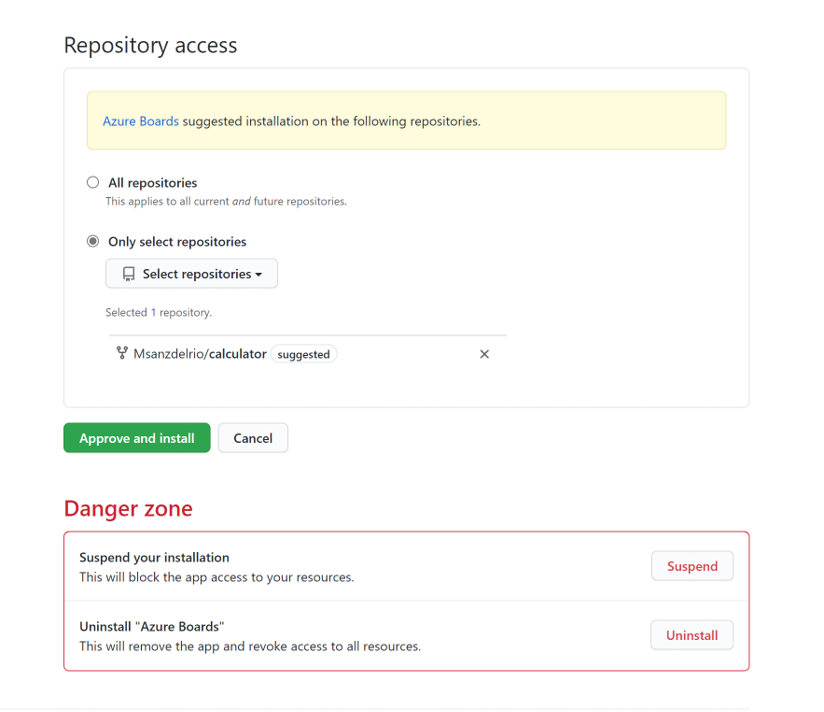 Repository access
Azure Boards suggested installation on the following repositories.
All repositories
This applies to all current and future repositories.
Only select repositories
Select repositories
Selected 1 repository.
Msanzdelrio/calculator suggested
Approve and install Cancel
Danger zone
Suspend your installation
This will block the app access to your resources.
Suspend
Uninstall "Azure Boards"
This will remove the app and revoke access to all resources.
Uninstall